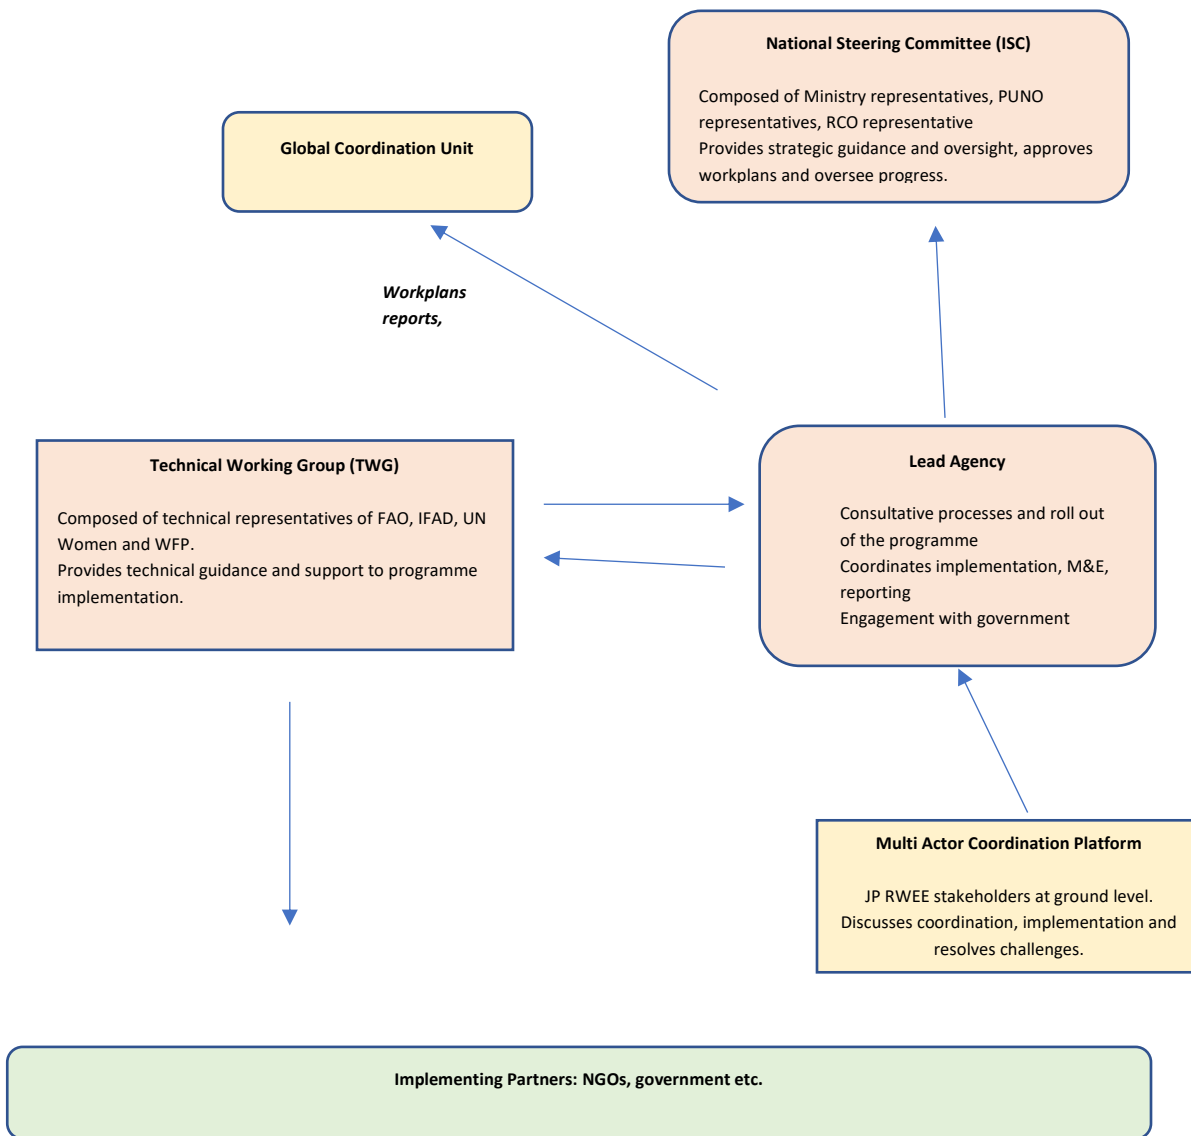 National Steering Committee (ISC)
Composed of Ministry representatives, PUNO
representatives, RCO representative
Provides strategic guidance and oversight, approves
workplans and oversee progress.
Global Coordination Unit
Workplans
reports,
Technical Working Group (TWG)
Composed of technical representatives of FAO, IFAD, UN
Women and WFP.
Provides technical guidance and support to programme
implementation.
Lead Agency
Consultative processes and roll out
of the programme
Coordinates implementation, M&E,
reporting
Engagement with government
Multi Actor Coordination Platform
JP RWEE stakeholders at ground level.
Discusses coordination, implementation and
resolves challenges.
Implementing Partners: NGOs, government etc.